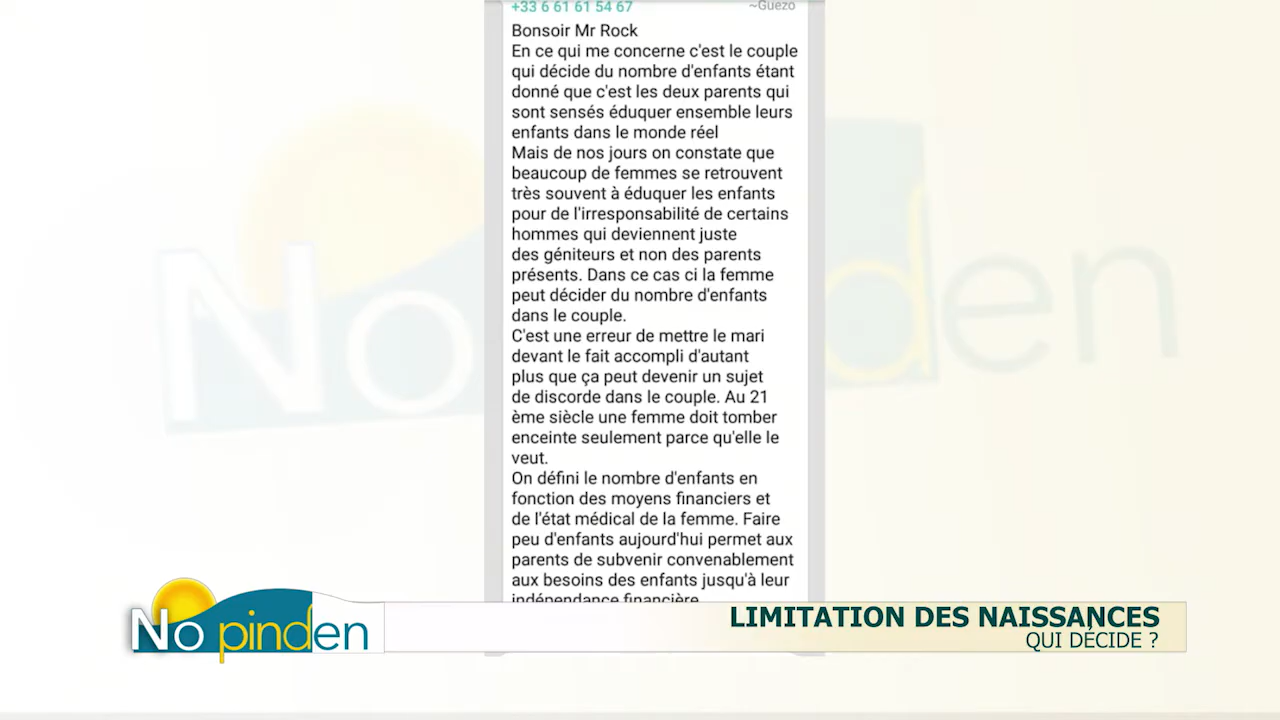 +33 6 61 61 54 67 ~Guezo
Bonsoir Mr Rock
En ce qui me concerne c'est le couple
qui décide du nombre d'enfants étant
donné que c'est les deux parents qui
sont sensés éduquer ensemble leurs
enfants dans le monde réel
Mais de nos jours on constate que
beaucoup de femmes se retrouvent
très souvent à éduquer les enfants
pour de l'irresponsabilité de certains
hommes qui deviennent juste
des géniteurs et non des parents
présents. Dans ce cas ci la femme
peut décider du nombre d'enfants
dans le couple.
C'est une erreur de mettre le mari
devant le fait accompli d'autant
plus que ça peut devenir un sujet
de discorde dans le couple. Au 21
ème siècle une femme doit tomber
enceinte seulement parce qu'elle le
veut.
On défini le nombre d'enfants en
fonction des moyens financiers et
de l'état médical de la femme. Faire
peu d'enfants aujourd'hui permet aux
parents de subvenir convenablement
aux besoins des enfants jusqu'à leur
indépendance financière
No pinden
LIMITATION DES NAISSANCES
QUI DÉCIDE ?
No den